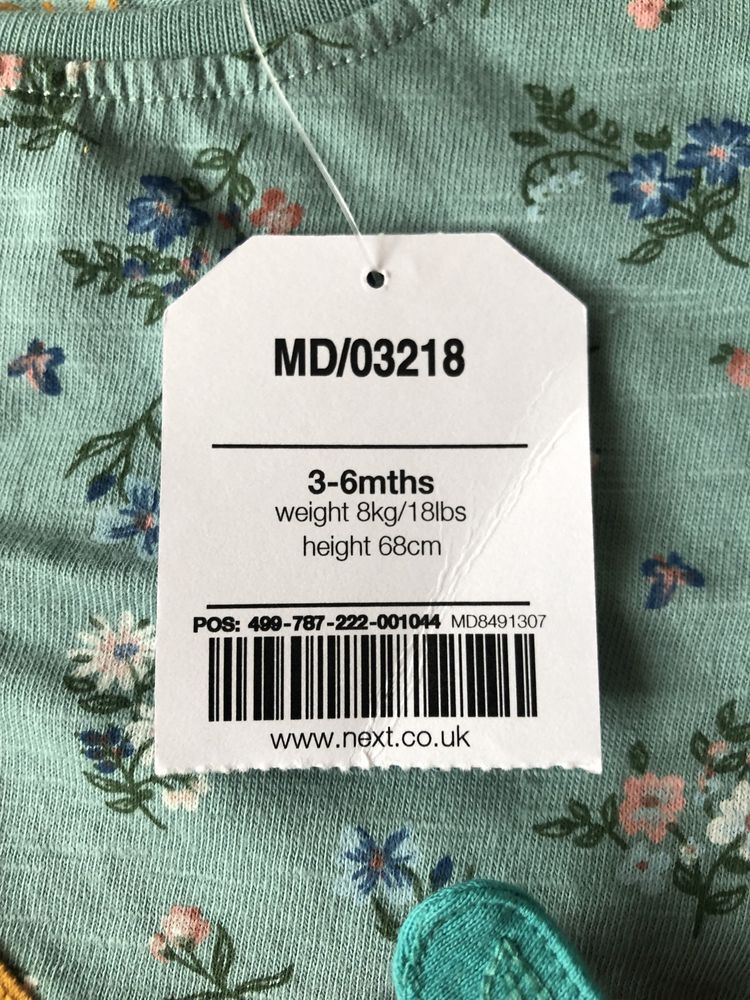 MD/03218
3-6mths
weight 8kg/18lbs
height 68cm
POS: 499-787-222-001044 MD8491307
www.next.co.uk